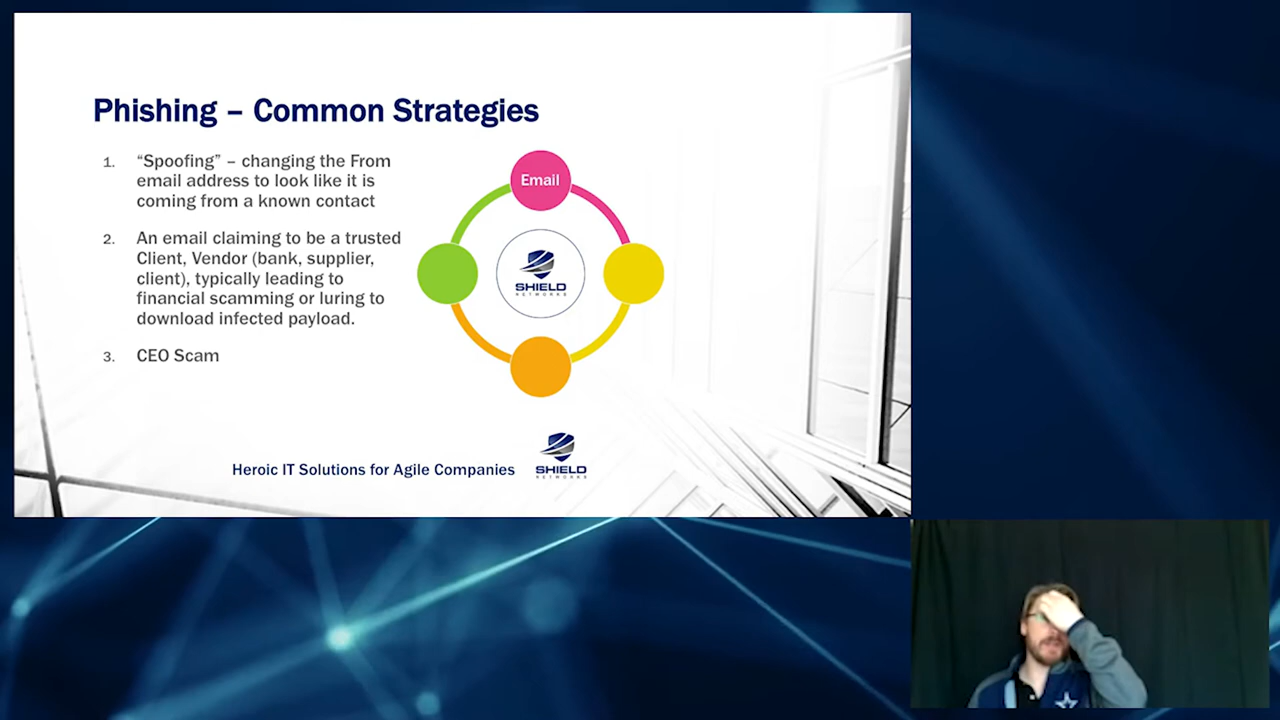 Phishing – Common Strategies
1. “Spoofing” – changing the From
email address to look like it is
coming from a known contact
2. An email claiming to be a trusted
Client, Vendor (bank, supplier,
client), typically leading to
financial scamming or luring to
download infected payload.
3. CEO Scam
Email
SHIELD
NETWORKS
Heroic IT Solutions for Agile Companies
SHIELD
NETWORKS